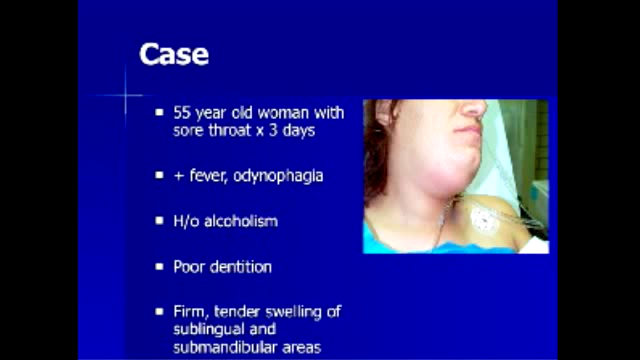 Case
55 year old woman with
sore throat x 3 days
+ fever, odynophagia
H/o alcoholism
Poor dentition
Firm, tender swelling of
sublingual and
submandibular areas